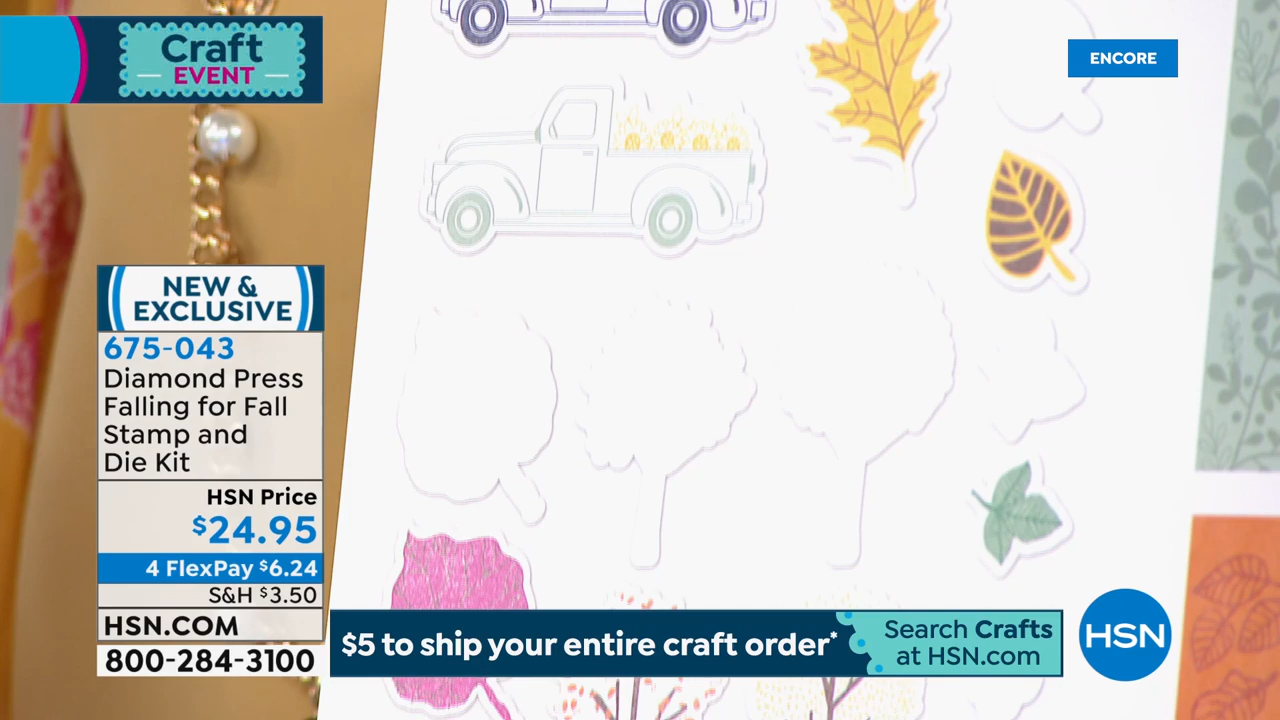 Craft
EVENT
ENCORE
NEW &
EXCLUSIVE
675-043
Diamond Press
Falling for Fall
Stamp and
Die Kit
HSN Price
$24.95
4 FlexPay $6.24
S&H $3.50
HSN.COM
800-284-3100
$5 to ship your entire craft order*
Search Crafts
at HSN.com
HSN